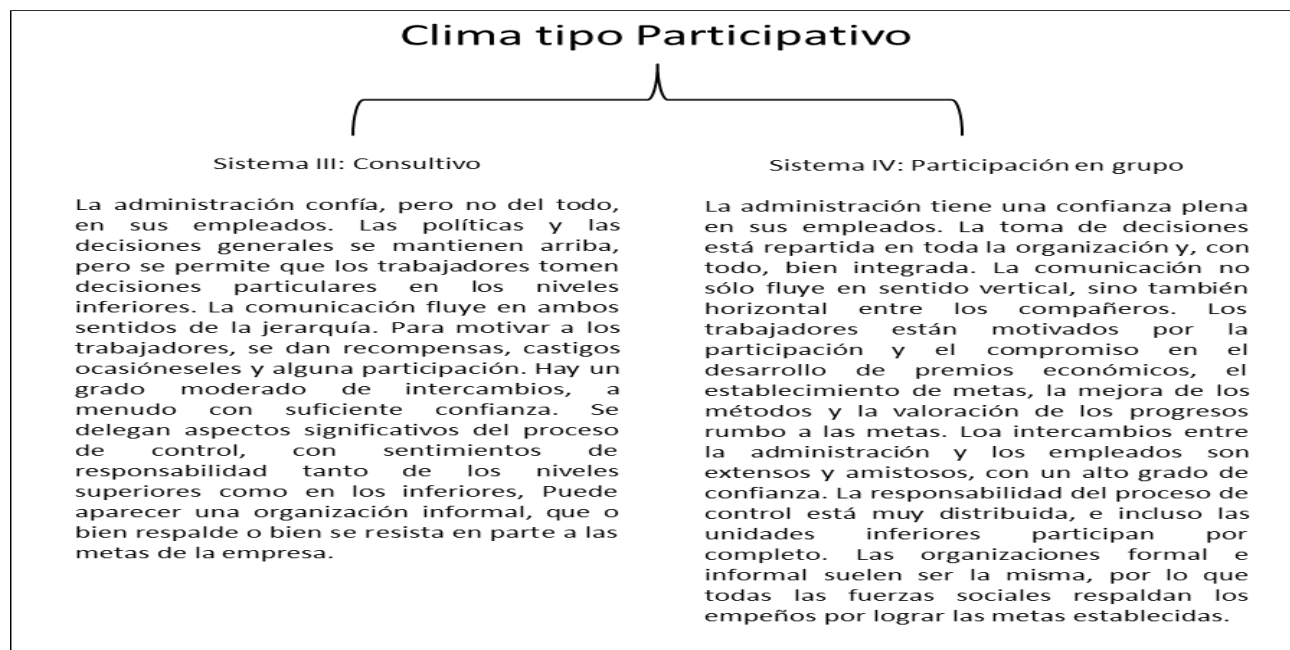 Clima tipo Participativo
Sistema III: Consultivo
La administración confía, pero no del todo,
en sus empleados. Las políticas y las
decisiones generales se mantienen arriba,
pero se permite que los trabajadores tomen
decisiones particulares en los niveles
inferiores. La comunicación fluye en ambos
sentidos de la jerarquía. Para motivar a los
trabajadores, se dan recompensas, castigos
ocasióneseles y alguna participación. Hay un
grado moderado de intercambios, a
menudo con suficiente confianza. Se
delegan aspectos significativos del proceso
de control, con sentimientos de
responsabilidad tanto de los niveles
superiores como en los inferiores, Puede
aparecer una organización informal, que o
bien respalde o bien se resista en parte a las
metas de la empresa.
Sistema IV: Participación en grupo
La administración tiene una confianza plena
en sus empleados. La toma de decisiones
está repartida en toda la organización y, con
todo, bien integrada. La comunicación no
sólo fluye en sentido vertical, sino también
horizontal entre los compañeros. Los
trabajadores están motivados por la
participación y el compromiso en el
desarrollo de premios económicos, el
establecimiento de metas, la mejora de los
métodos y la valoración de los progresos
rumbo a las metas. Loa intercambios entre
la administración y los empleados son
extensos y amistosos, con un alto grado de
confianza. La responsabilidad del proceso de
control está muy distribuida, e incluso las
unidades inferiores participan por
completo. Las organizaciones formal e
informal suelen ser la misma, por lo que
todas las fuerzas sociales respaldan los
empeños por lograr las metas establecidas.